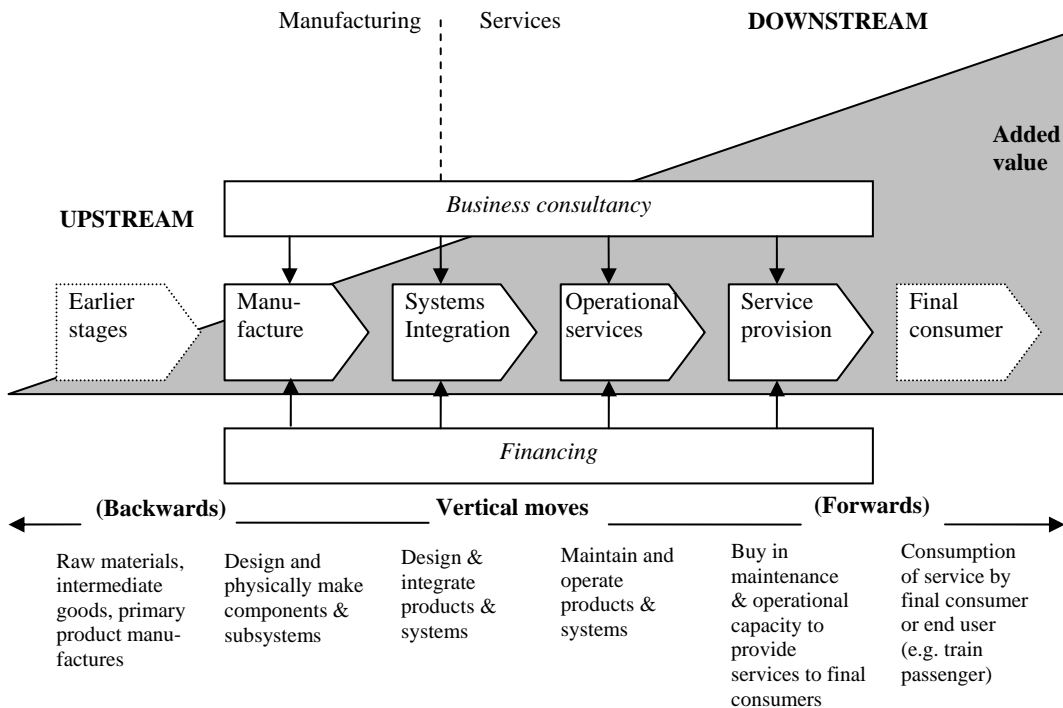 Manufacturing
Services
DOWNSTREAM
Added
value
Business consultancy
UPSTREAM
Earlier
stages
Manu-
facture
Systems
Integration
Operational
services
Service
provision
Final
consumer
Financing
(Backwards)
Vertical moves
(Forwards)
Raw materials,
intermediate
goods, primary
product manu-
factures
Design and
physically make
components &
subsystems
Design &
integrate
products &
systems
Maintain and
operate
products &
systems
Buy in
maintenance
& operational
capacity to
provide
services to final
consumers
Consumption
of service by
final consumer
or end user
(e.g. train
passenger)